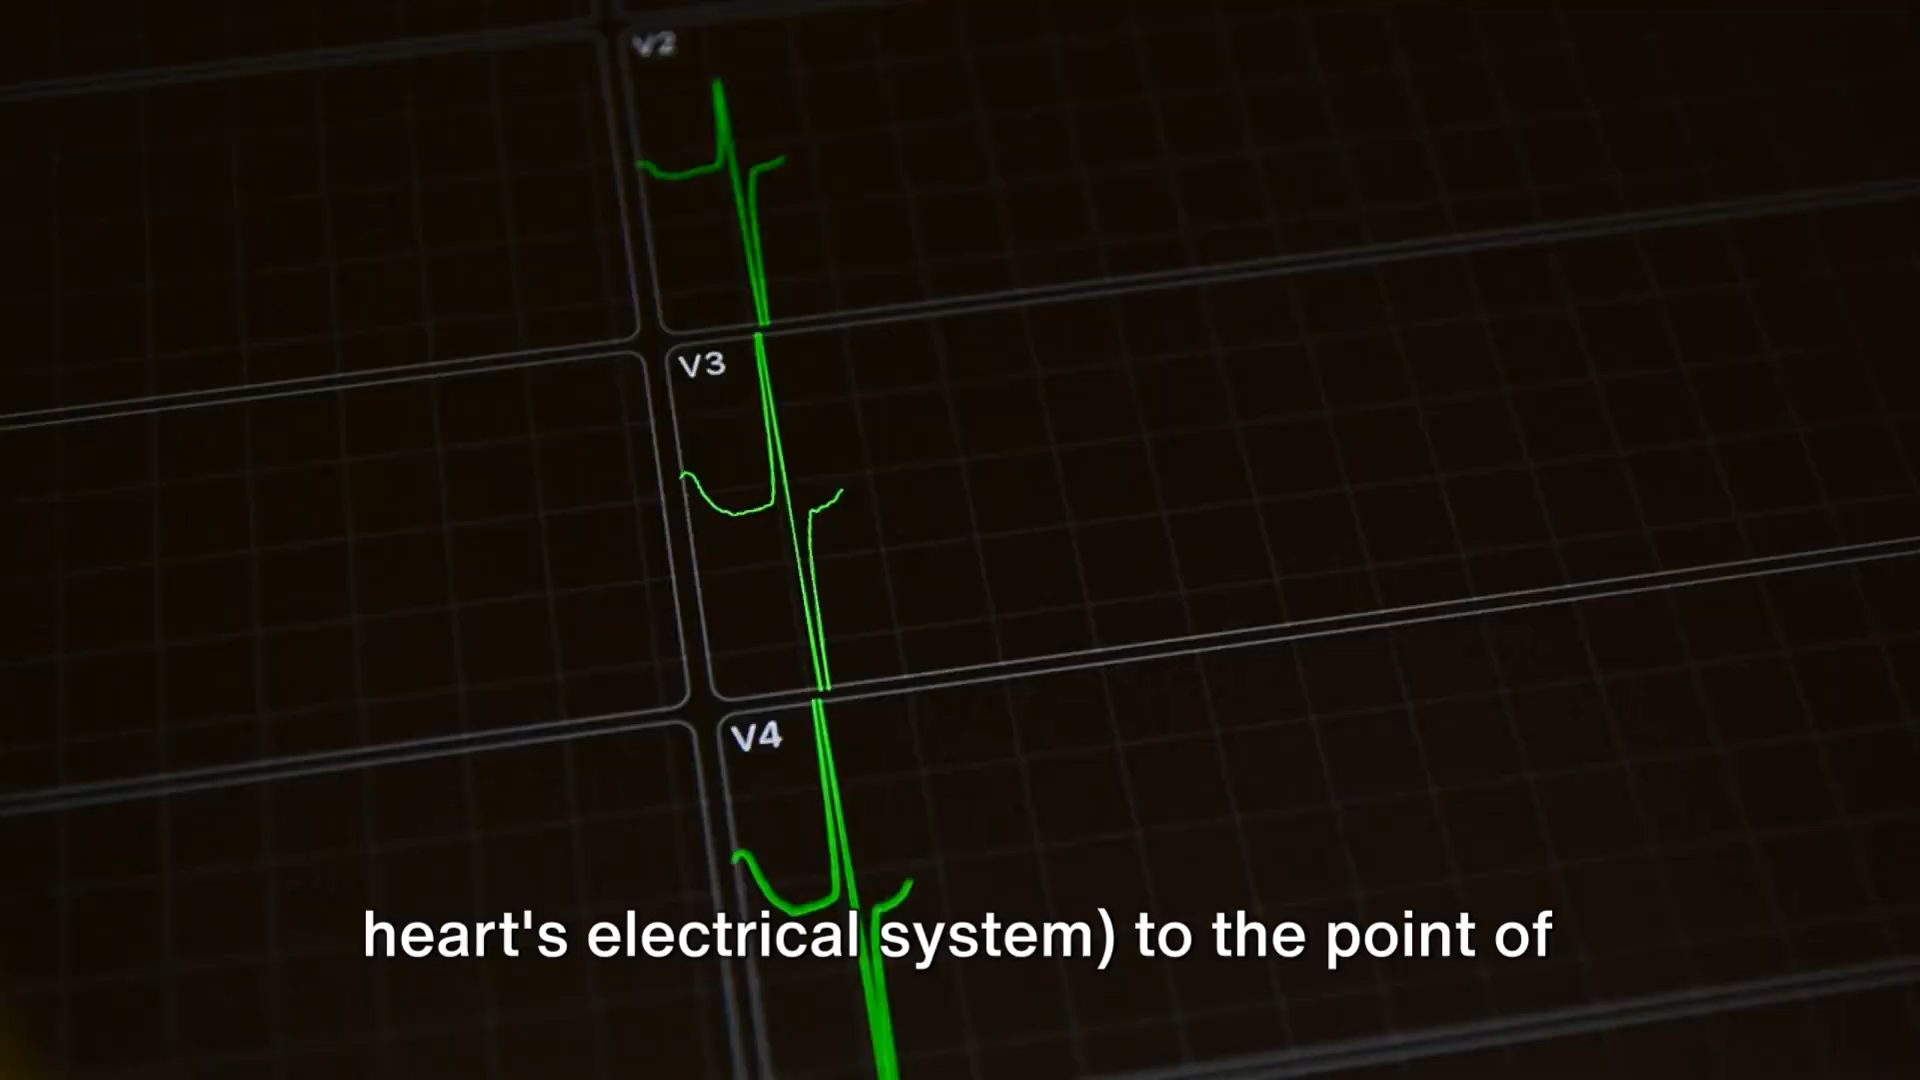 V2
V3
V4
heart's electrical system) to the point of